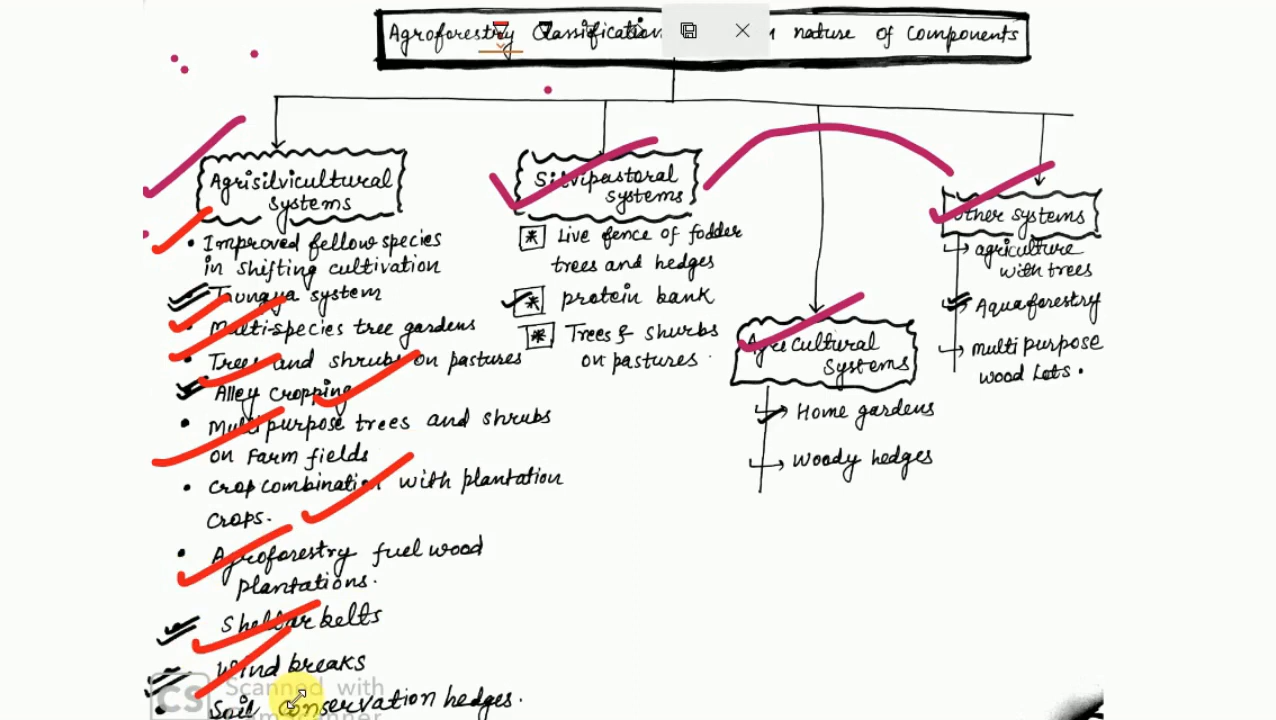 Agroforestry Classification nature of Components
Agrisilvicultural
systems
Improved fellow species
in shifting cultivation
Taungya system
Multi-species tree gardens
Trees and shrubs on pastures
Alley cropping
Multipurpose trees and shrubs
on Farm fields
Crop combination with plantation
Crops.
Agroforestry fuel wood
plantations.
Shelter belts
Wind breaks
Soil conservation hedges.
Silvipastoral
systems
Live fence of fodder
trees and hedges
protein bank
Trees & shurbs
on pastures.
Systems
Home gardens
Woody hedges
Other systems
agriculture
with trees
Aquaforestry
multi purpose
wood Lots.
CS
Scanned with